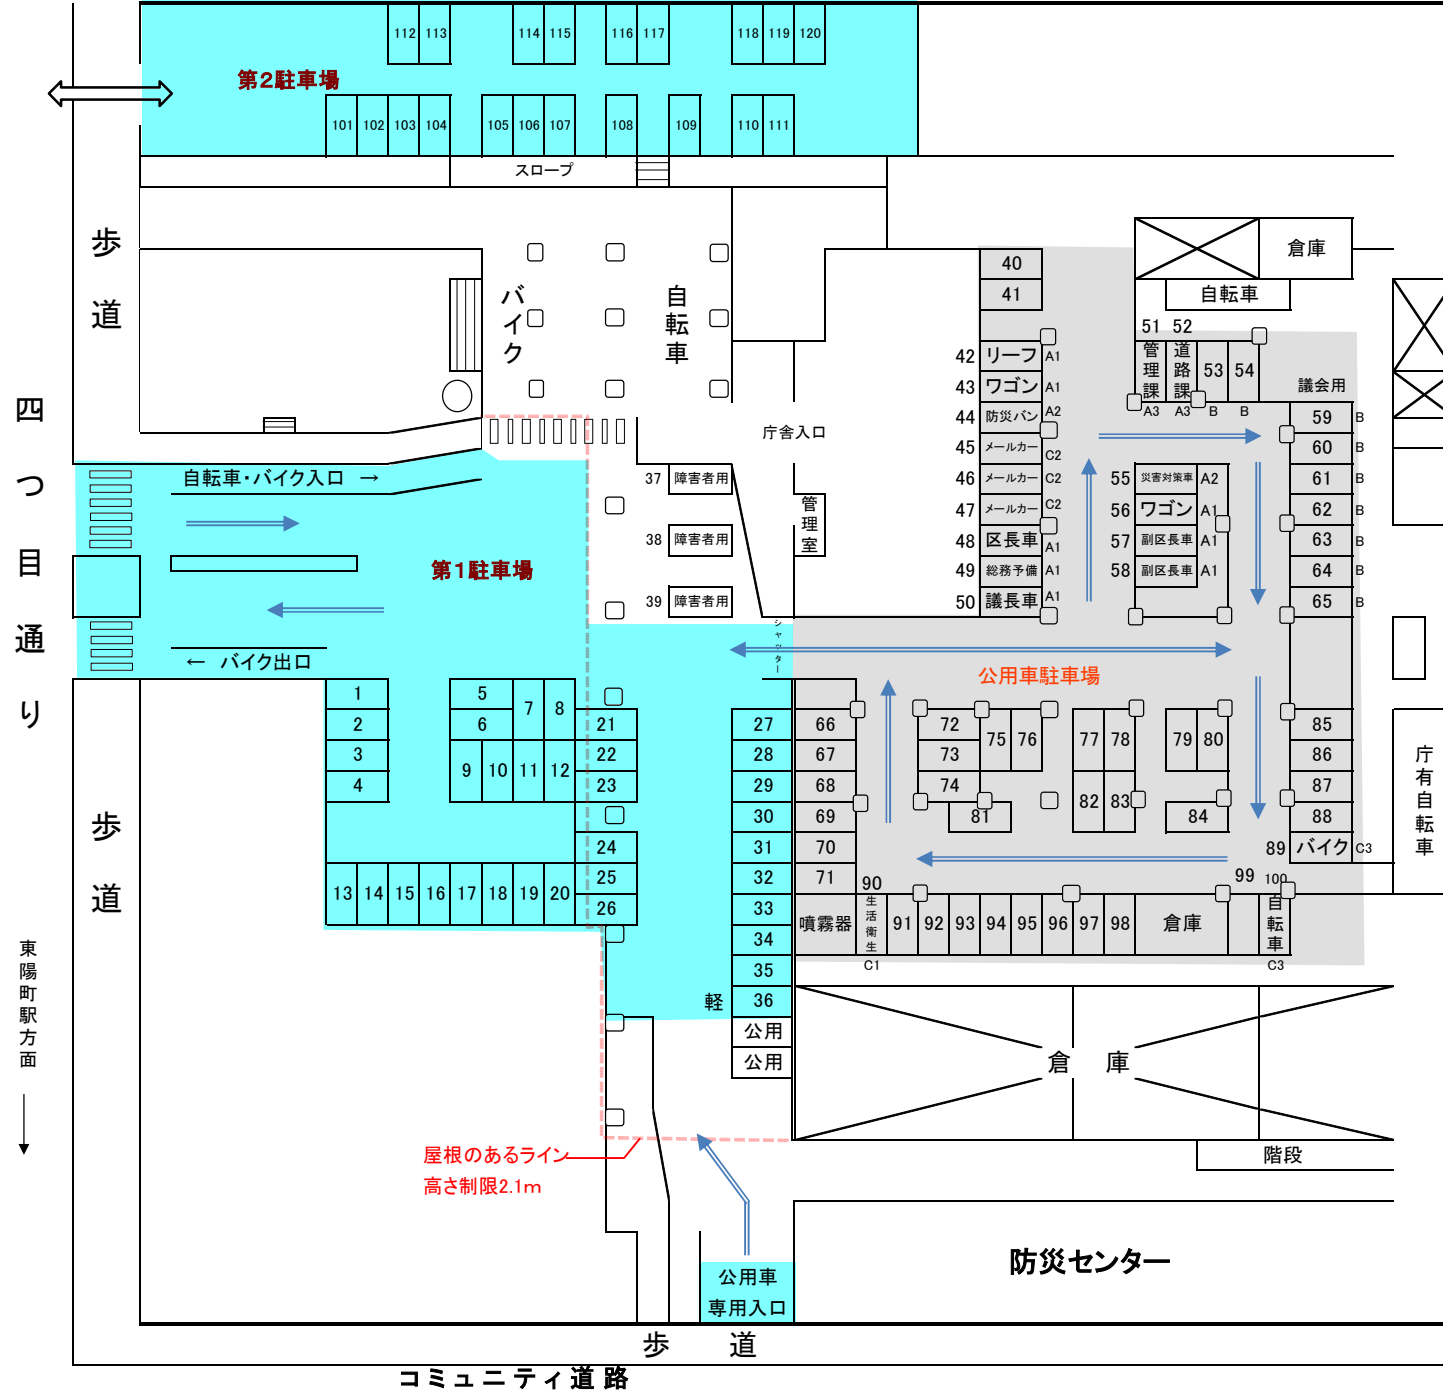 112 113 114 115 116 117 118 119 120
第2駐車場
101 102 103 104 105 106 107 108 109 110 111
スロープ
歩道
倉庫
自転車
バイク
自転車
40
41
51 52
管理課
道路課
53 54
A3 A3 B B
議会用
42 リーフ A1
43 ワゴン A1
44 防災バン A2
45 メールカー C2
46 メールカー C2
47 メールカー C2
48 区長車 A1
49 総務予備 A1
50 議長車 A1
55 災害対策車 A2
56 ワゴン A1
57 副区長車 A1
58 副区長車 A1
59 B
60 B
61 B
62 B
63 B
64 B
65 B
四つ目通り
庁舎入口
自転車・バイク入口 →
37 障害者用
38 障害者用
39 障害者用
管理室
第1駐車場
← バイク出口
シャッター
公用車駐車場
1
2
3
4
5
6
7 8
9 10 11 12
13 14 15 16 17 18 19 20
21
22
23
24
25
26
27
28
29
30
31
32
33
34
35
軽 36
公用
公用
66
67
68
69
70
71
噴霧器
72
73
74
75 76
77 78
79 80
81
82 83
84
85
86
87
88
89 バイク C3
庁有自転車
90
生活衛生
C1
91 92 93 94 95 96 97 98
倉庫
99 100
自転車
C3
歩道
東陽町駅方面
倉庫
階段
屋根のあるライン
高さ制限2.1m
防災センター
公用車
専用入口
歩道
コミュニティ道路